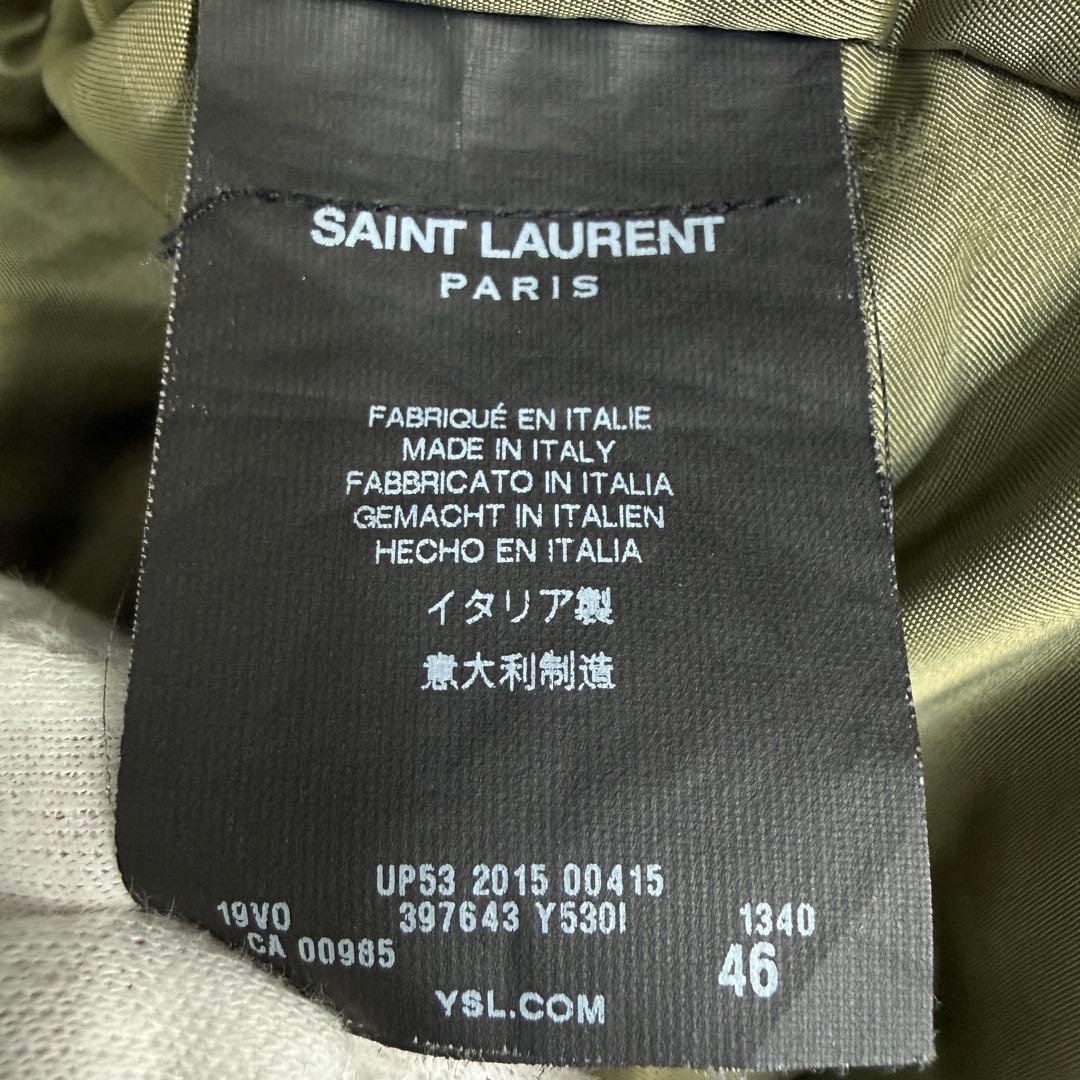 SAINT LAURENT
PARIS
FABRIQUÉ EN ITALIE
MADE IN ITALY
FABBRICATO IN ITALIA
GEMACHT IN ITALIEN
HECHO EN ITALIA
イタリア製
意大利制造
UP53 2015 00415
19VO 397643 Y530I 1340
CA 00985 46
YSL.COM